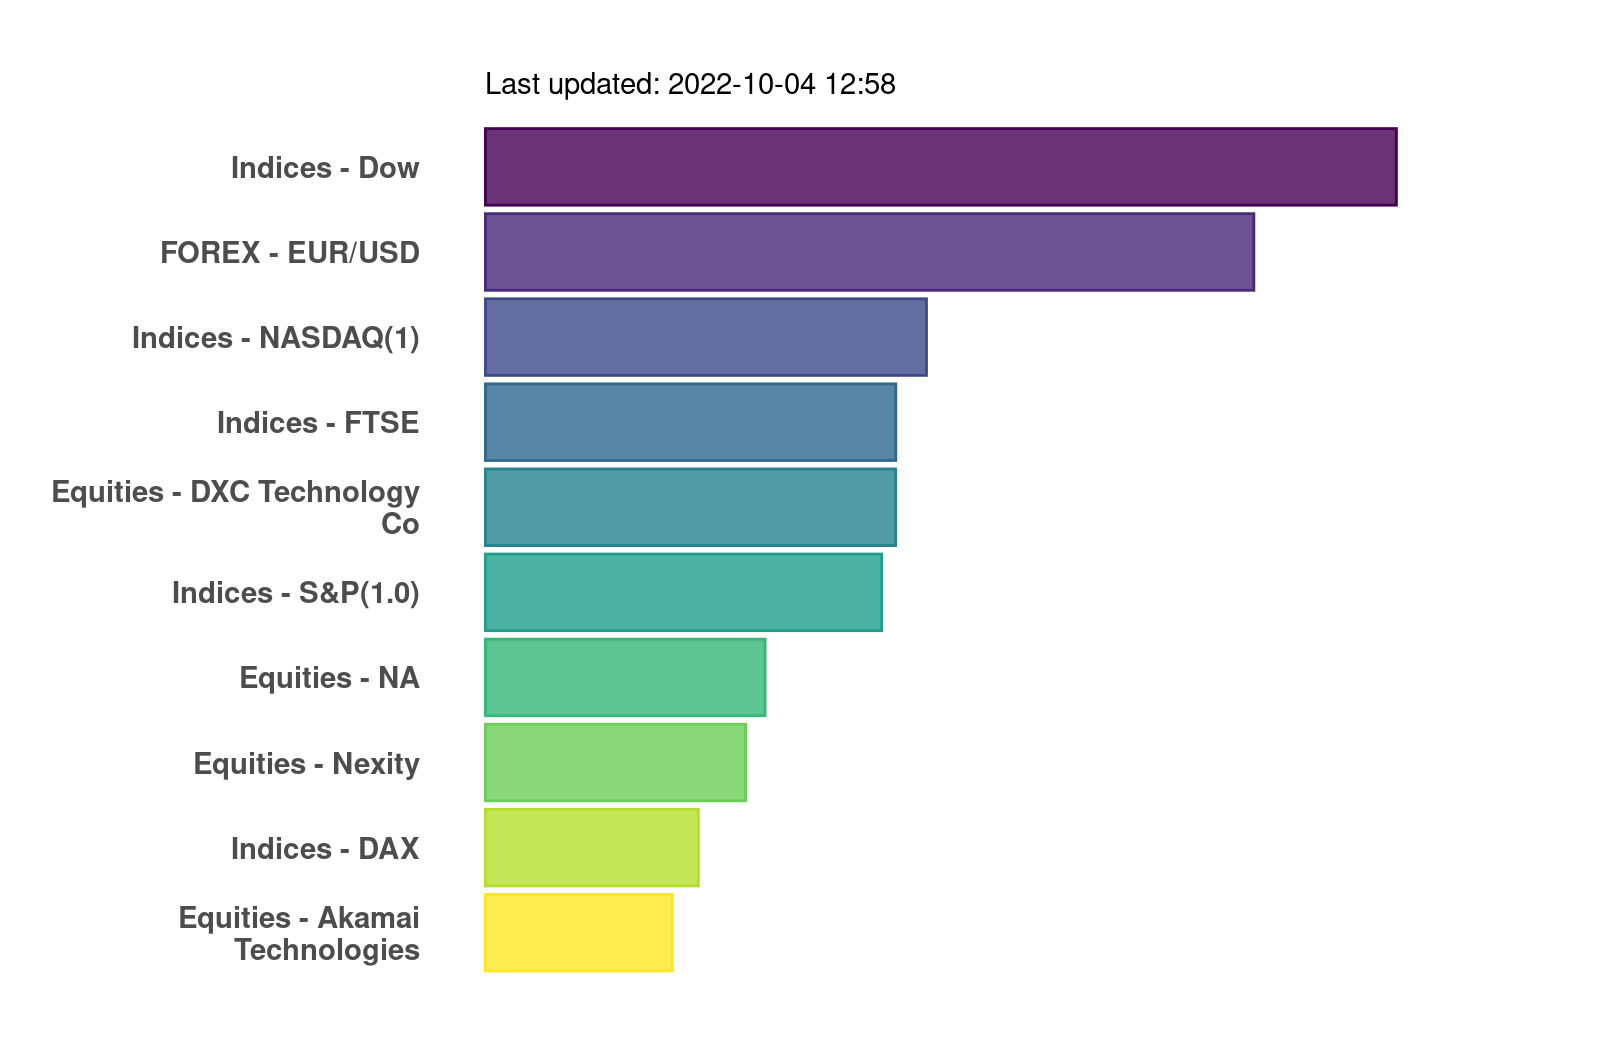 Last updated: 2022-10-04 12:58
Indices - Dow
FOREX - EUR/USD
Indices - NASDAQ(1)
Indices - FTSE
Equities - DXC Technology
Co
Indices - S&P(1.0)
Equities - NA
Equities - Nexity
Indices - DAX
Equities - Akamai
Technologies